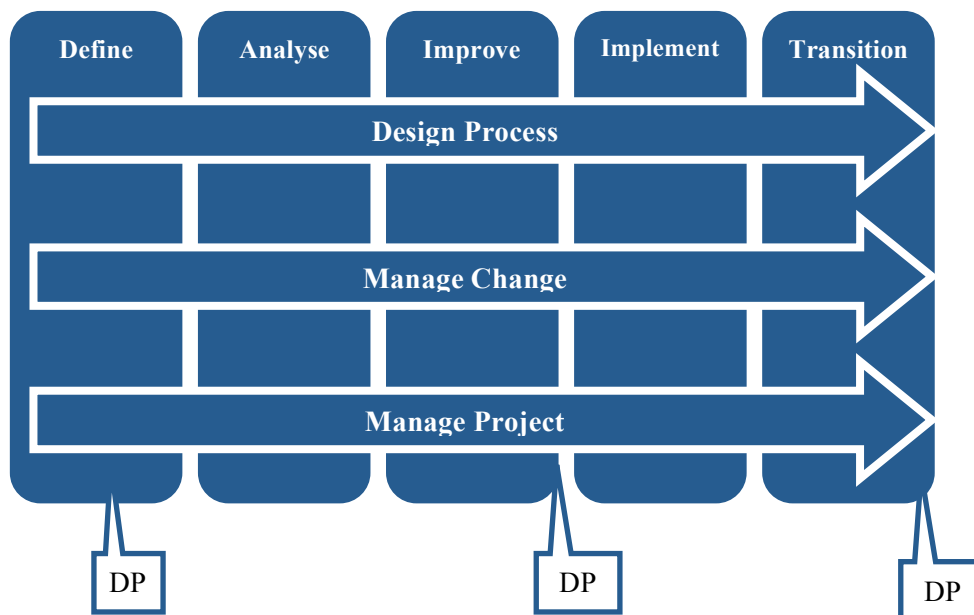 Define
Analyse
Improve
Implement
Transition
Design Process
Manage Change
Manage Project
DP
DP
DP